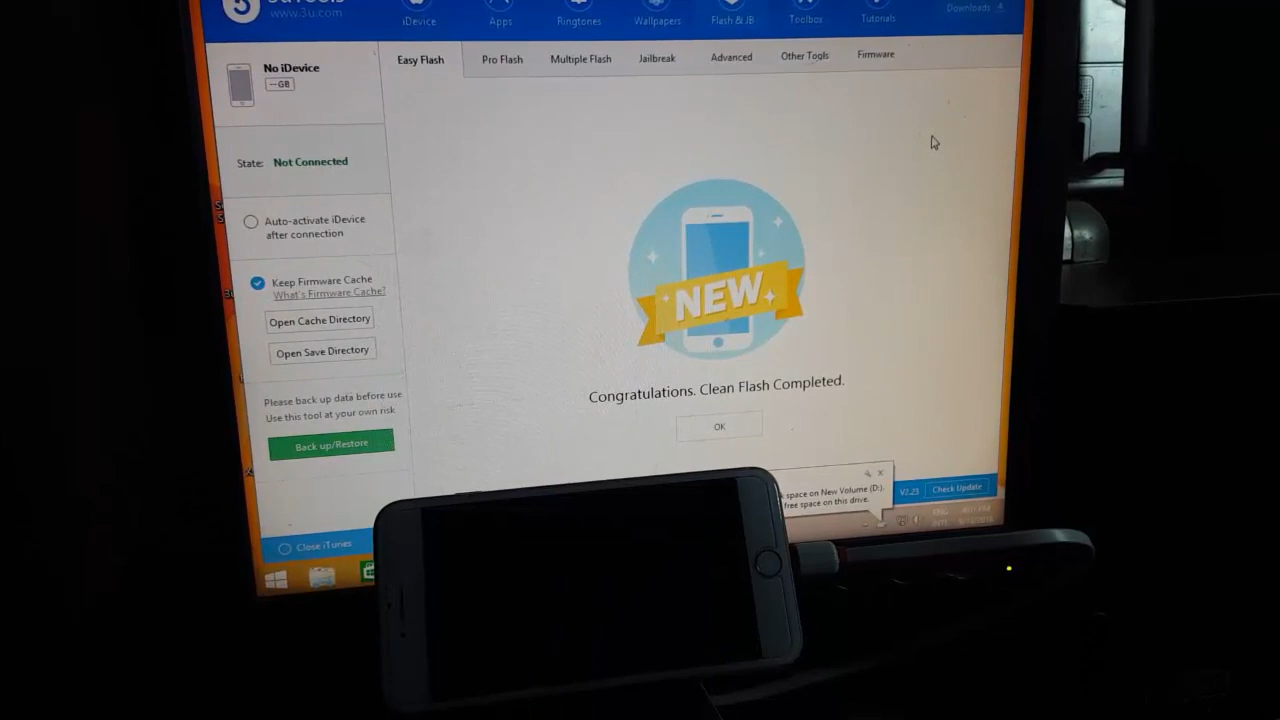 3uTools
www.3u.com
iDevice
Apps
Ringtones
Wallpapers
Flash & JB
Toolbox
Tutorials
Downloads
No iDevice
--GB
Easy Flash
Pro Flash
Multiple Flash
Jailbreak
Advanced
Other Tools
Firmware
State: Not Connected
Auto-activate iDevice
after connection
Keep Firmware Cache
What's Firmware Cache?
Open Cache Directory
Open Save Directory
Please back up data before use
Use this tool at your own risk
Back up/Restore
NEW
Congratulations. Clean Flash Completed.
OK
space on New Volume (D:).
free space on this drive.
V2.23
Check Update
ENG
INTL
Close iTunes